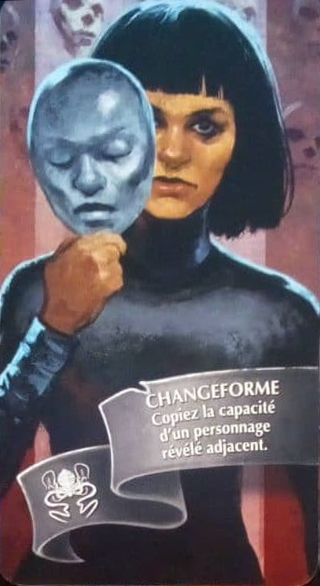 CHANGEFORME
Copiez la capacité
d'un personnage
révélé adjacent.